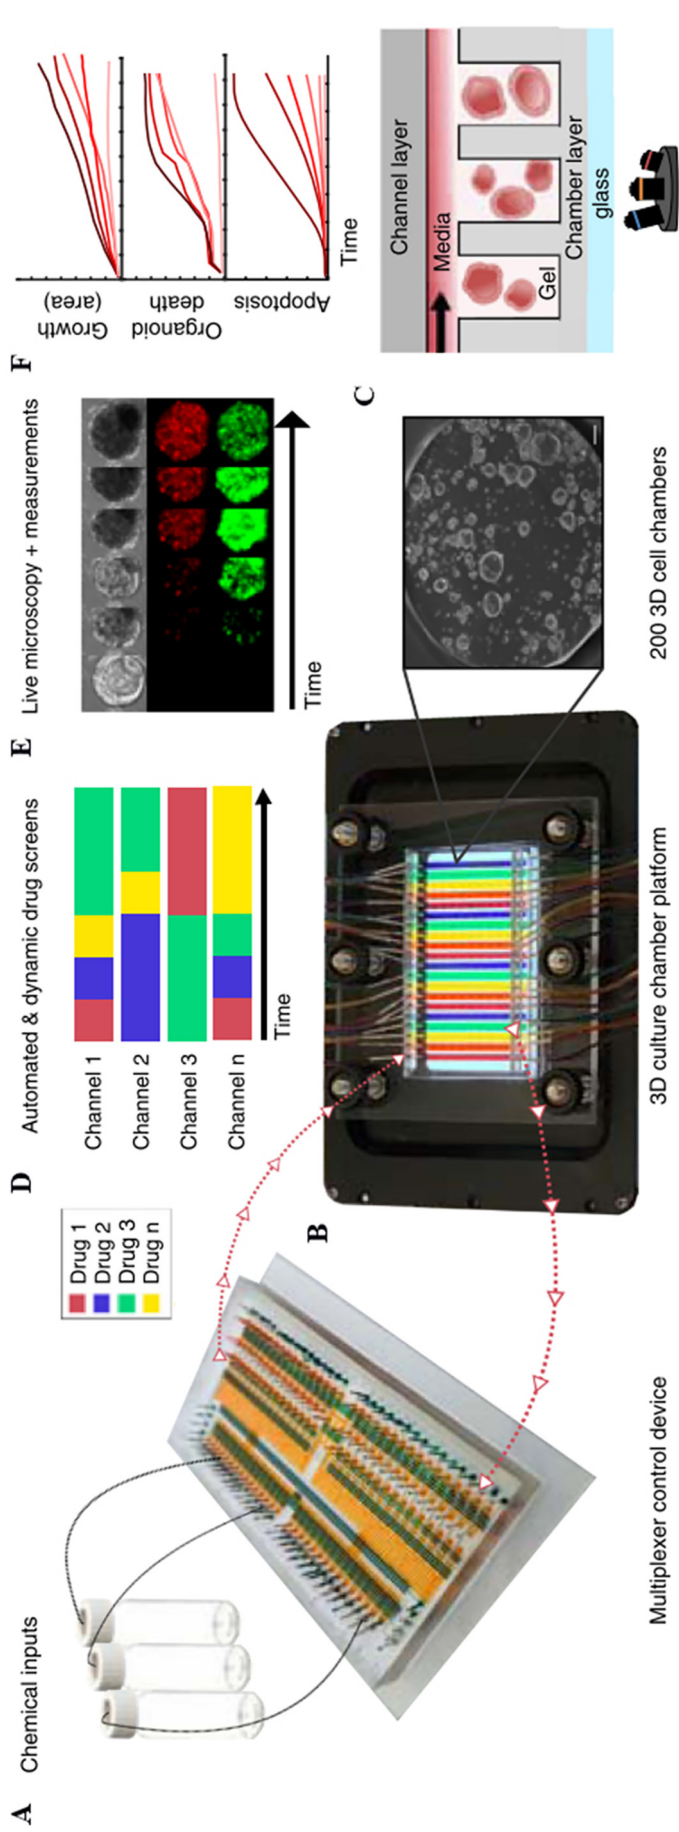 A
Chemical inputs
Multiplexer control device
Drug 1
Drug 2
Drug 3
Drug n
B
3D culture chamber platform
200 3D cell chambers
C
Channel layer
Media
Gel
Chamber layer
glass
D
Automated & dynamic drug screens
Channel 1
Channel 2
Channel 3
Channel n
Time
E
Live microscopy + measurements
Time
F
Growth
(area)
Organoid
death
Apoptosis
Time